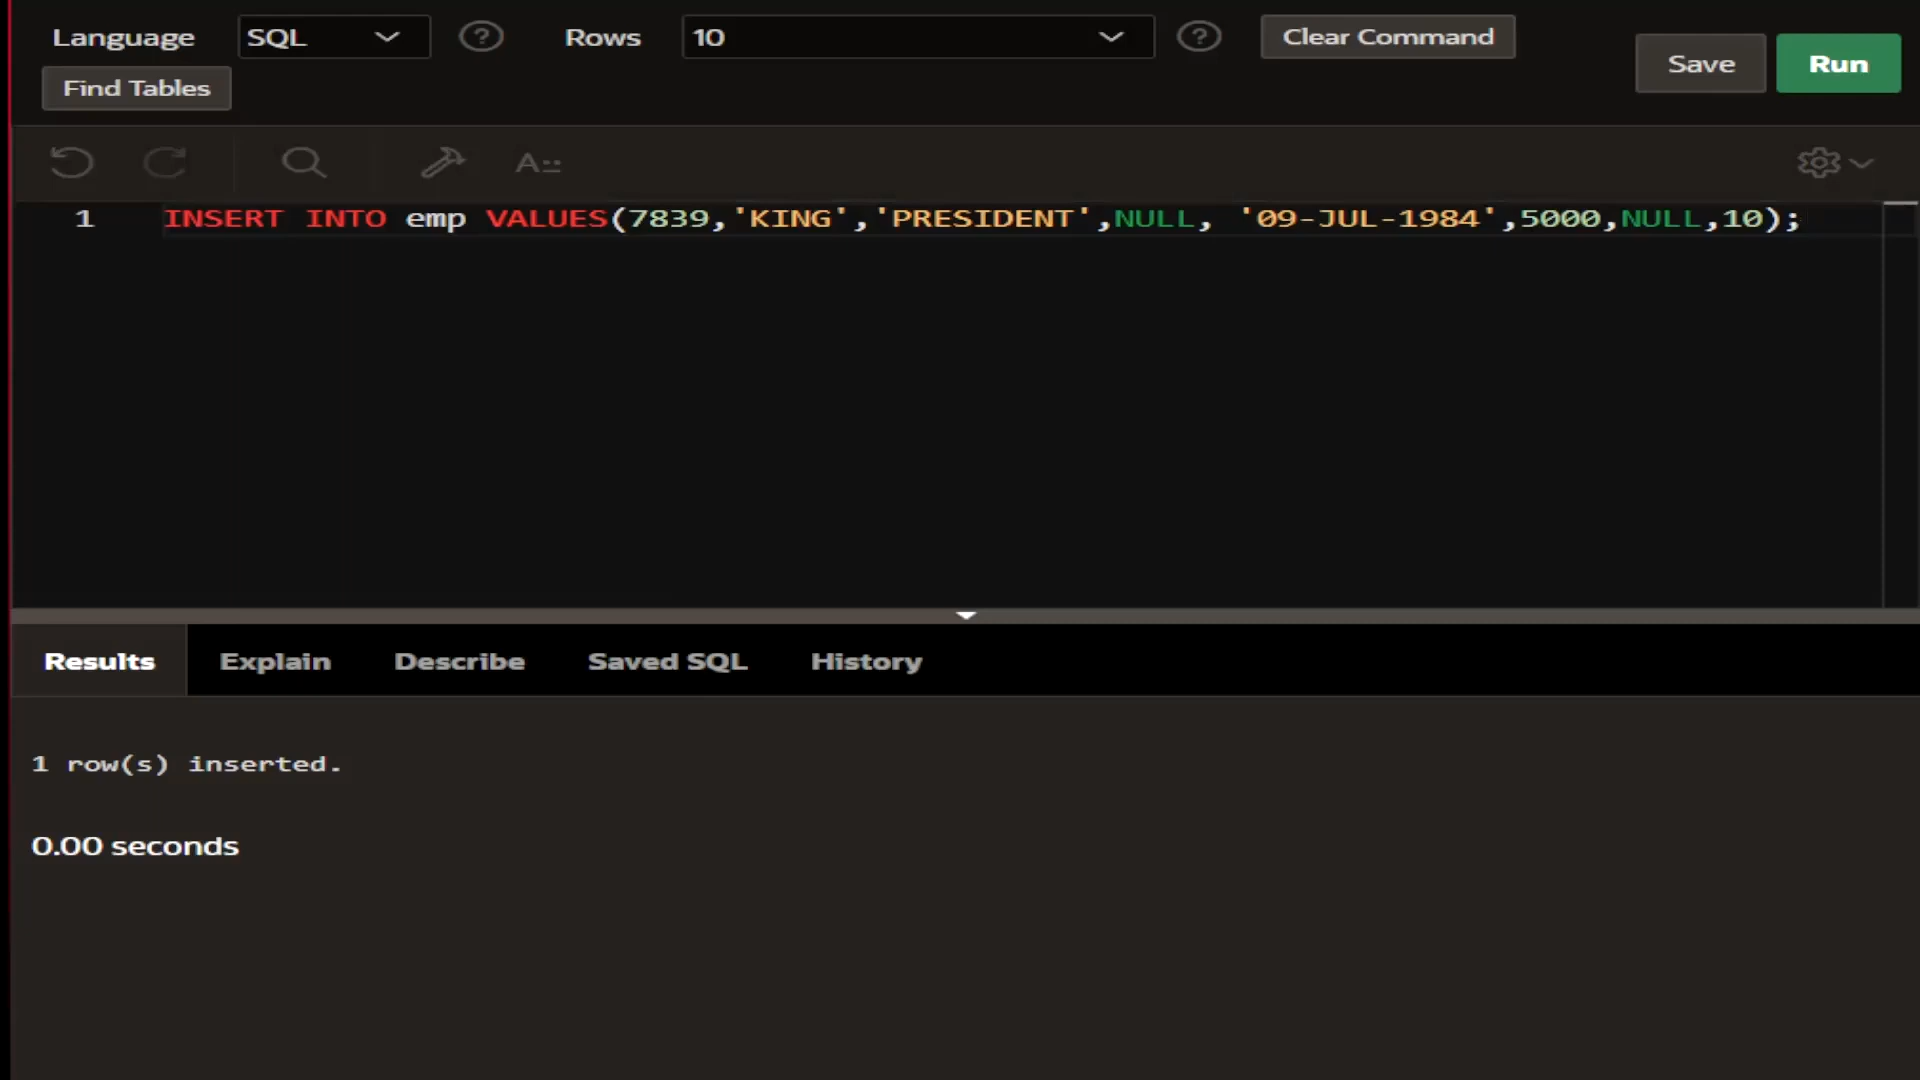 Language SQL Rows 10 Clear Command
Save Run
Find Tables
A
1 INSERT INTO emp VALUES(7839,'KING','PRESIDENT',NULL, '09-JUL-1984',5000,NULL,10);
Results Explain Describe Saved SQL History
1 row(s) inserted.
0.00 seconds